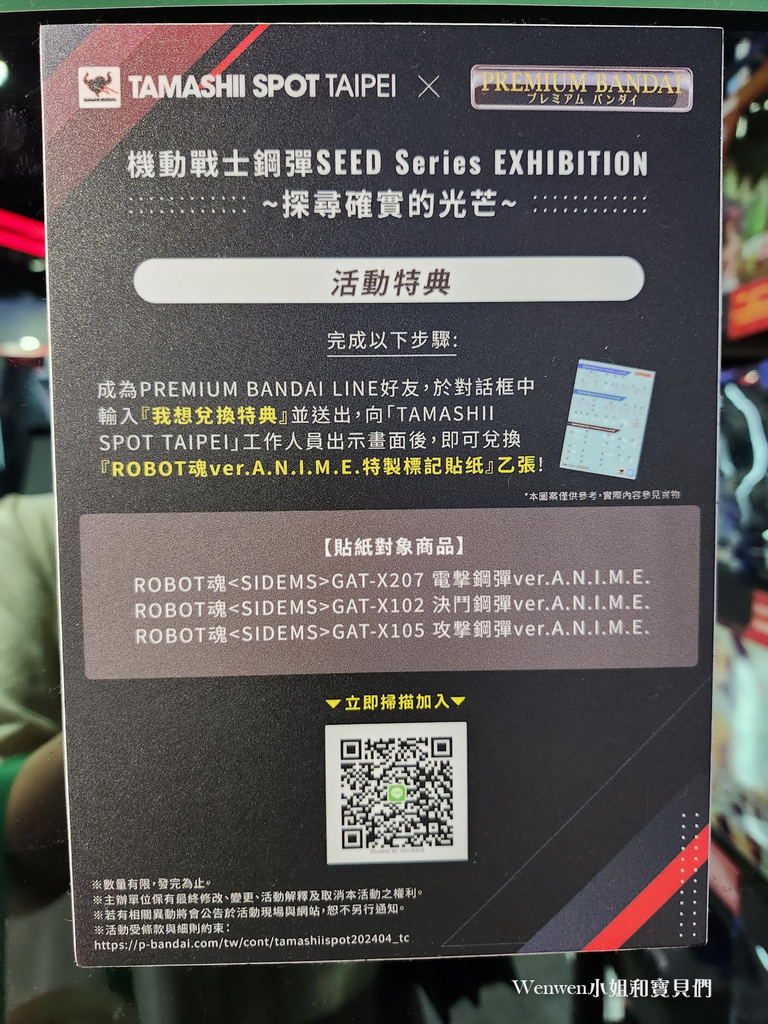 TAMASHII SPOT TAIPEI × PREMIUM BANDAI
プレミアム バンダイ
機動戰士鋼彈SEED Series EXHIBITION
~探尋確實的光芒~
活動特典
完成以下步驟:
成為PREMIUM BANDAI LINE好友,於對話框中
輸入『我想兌換特典』並送出,向「TAMASHII
SPOT TAIPEI」工作人員出示畫面後,即可兌換
『ROBOT魂ver.A.N.I.M.E.特製標記貼紙』乙張!
*本圖案僅供參考,實際內容參見實物
【貼紙對象商品】
ROBOT魂<SIDEMS>GAT-X207 電擊鋼彈ver.A.N.I.M.E.
ROBOT魂<SIDEMS>GAT-X102 決鬥鋼彈ver.A.N.I.M.E.
ROBOT魂<SIDEMS>GAT-X105 攻擊鋼彈ver.A.N.I.M.E.
▼立即掃描加入▼
※數量有限,發完為止。
※主辦單位保有最終修改、變更、活動解釋及取消本活動之權利。
※若有相關異動將會公告於活動現場與網站,恕不另行通知。
※活動受條款與細則約束:
https://p-bandai.com/tw/cont/tamashiispot202404_tc
Wenwen小姐和寶貝們